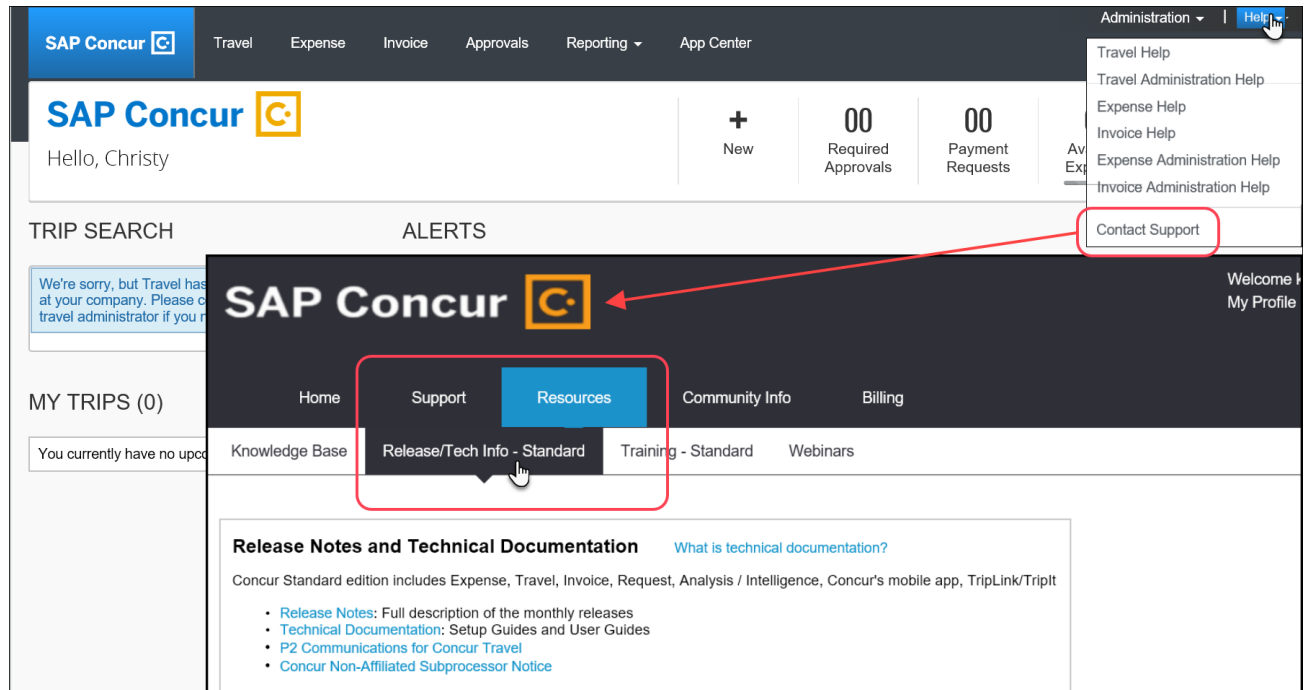 Administration | Help
SAP Concur Travel Expense Invoice Approvals Reporting App Center
Travel Help
Travel Administration Help
Expense Help
Invoice Help
Expense Administration Help
Invoice Administration Help
Contact Support
SAP Concur
Hello, Christy
+
New
00
Required
Approvals
00
Payment
Requests
TRIP SEARCH
ALERTS
We're sorry, but Travel has
at your company. Please
travel administrator if you
MY TRIPS (0)
You currently have no
SAP Concur
Welcome
My Profile
Home Support Resources Community Info Billing
Knowledge Base Release/Tech Info - Standard Training - Standard Webinars
Release Notes and Technical Documentation What is technical documentation?
Concur Standard edition includes Expense, Travel, Invoice, Request, Analysis / Intelligence, Concur's mobile app, TripLink/TripIt
• Release Notes: Full description of the monthly releases
• Technical Documentation: Setup Guides and User Guides
• P2 Communications for Concur Travel
• Concur Non-Affiliated Subprocessor Notice